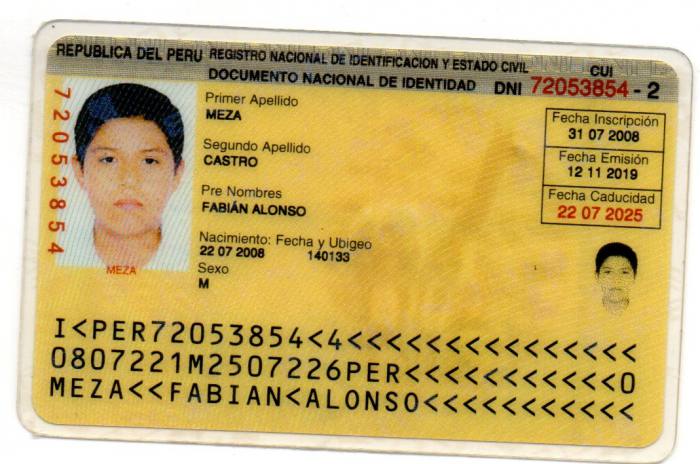 REPUBLICA DEL PERU REGISTRO NACIONAL DE IDENTIFICACION Y ESTADO CIVIL CUI
DOCUMENTO NACIONAL DE IDENTIDAD DNI 72053854 - 2
72053854
Primer Apellido
MEZA
Segundo Apellido
CASTRO
Pre Nombres
FABIÁN ALONSO
Nacimiento: Fecha y Ubigeo
22 07 2008 140133
Sexo
M
MEZA
Fecha Inscripción
31 07 2008
Fecha Emisión
12 11 2019
Fecha Caducidad
22 07 2025
I<PER72053854<4<<<<<<<<<<<<<<<
0807221M2507226PER<<<<<<<<<<<0
MEZA<<FABIAN<ALONSO<<<<<<<<<<<